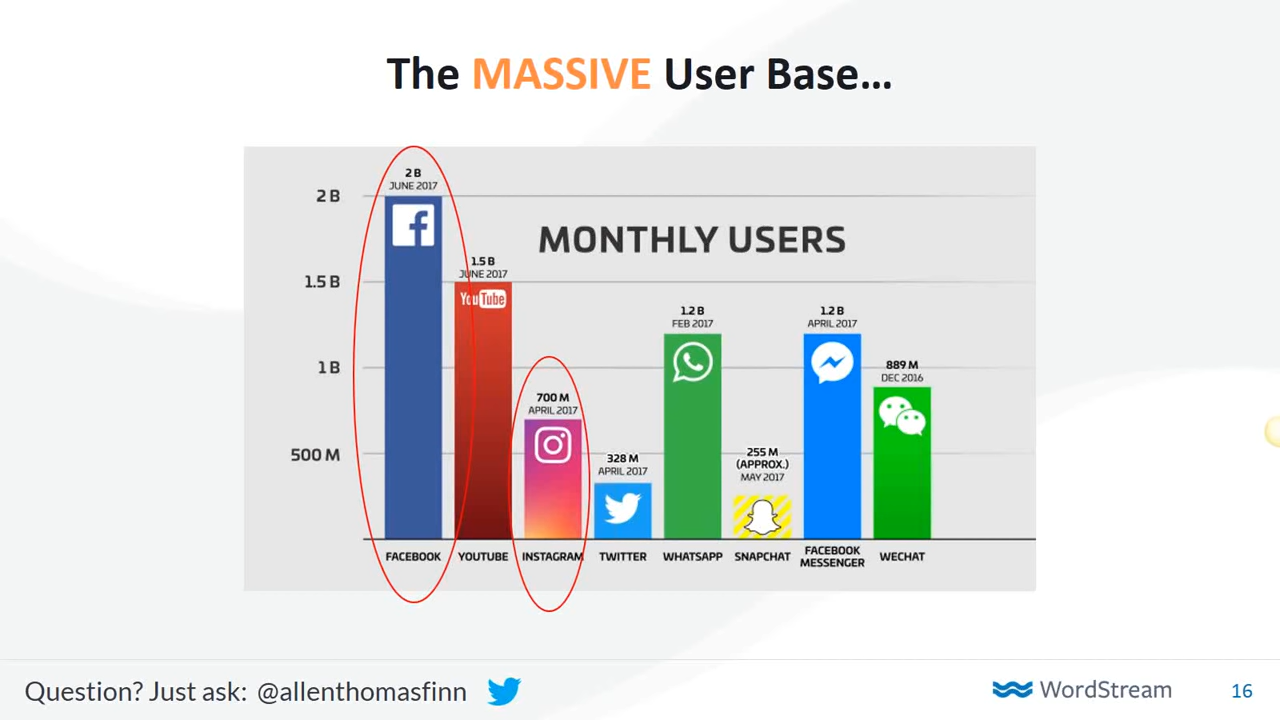 The MASSIVE User Base...
MONTHLY USERS
2 B
1.5 B
1 B
500 M
2 B
JUNE 2017
1.5 B
JUNE 2017
YouTube
700 M
APRIL 2017
328 M
APRIL 2017
1.2 B
FEB 2017
255 M
(APPROX.)
MAY 2017
1.2 B
APRIL 2017
889 M
DEC 2016
FACEBOOK
YOUTUBE
INSTAGRAM
TWITTER
WHATSAPP
SNAPCHAT
FACEBOOK
MESSENGER
WECHAT
Question? Just ask: @allenthomasfinn
WordStream
16